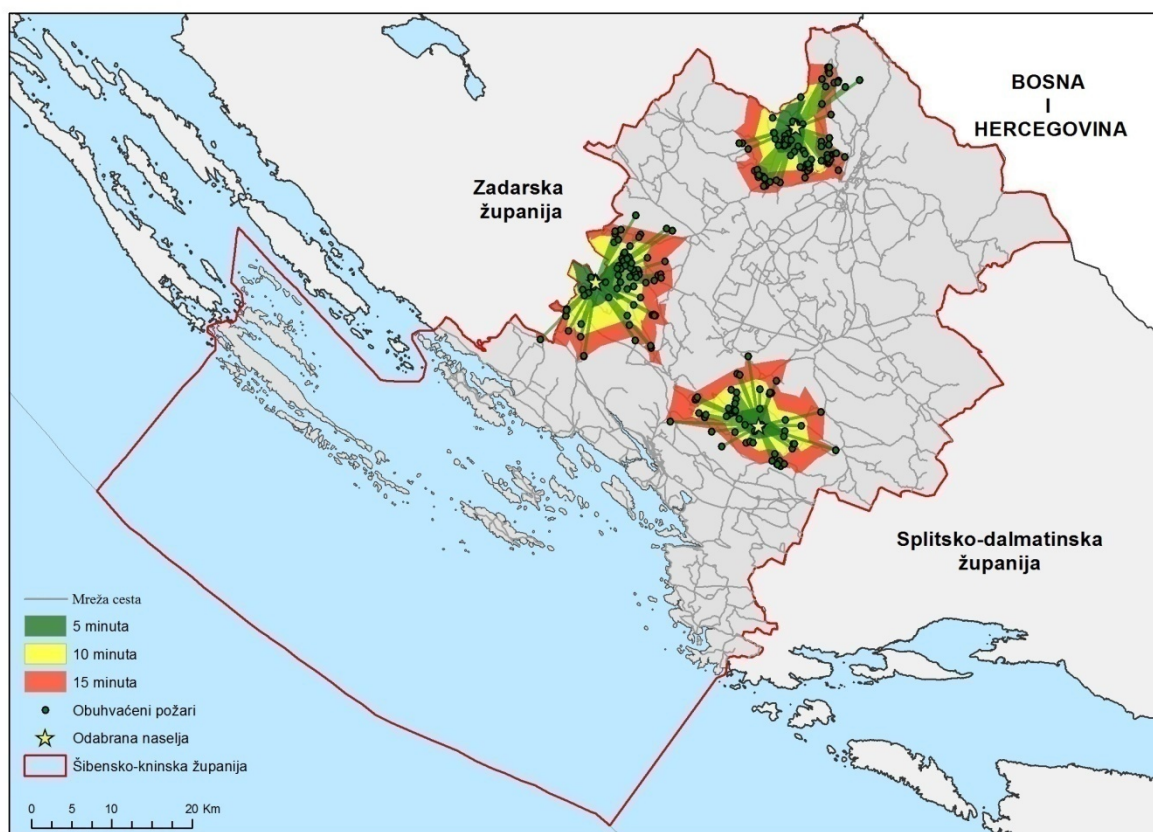 BOSNA
I
HERCEGOVINA
Zadarska
županija
Splitsko-dalmatinska
županija
Mreža cesta
5 minuta
10 minuta
15 minuta
Obuhvaćeni požari
Odabrana naselja
Šibensko-kninska županija
0 5 10 20 Km